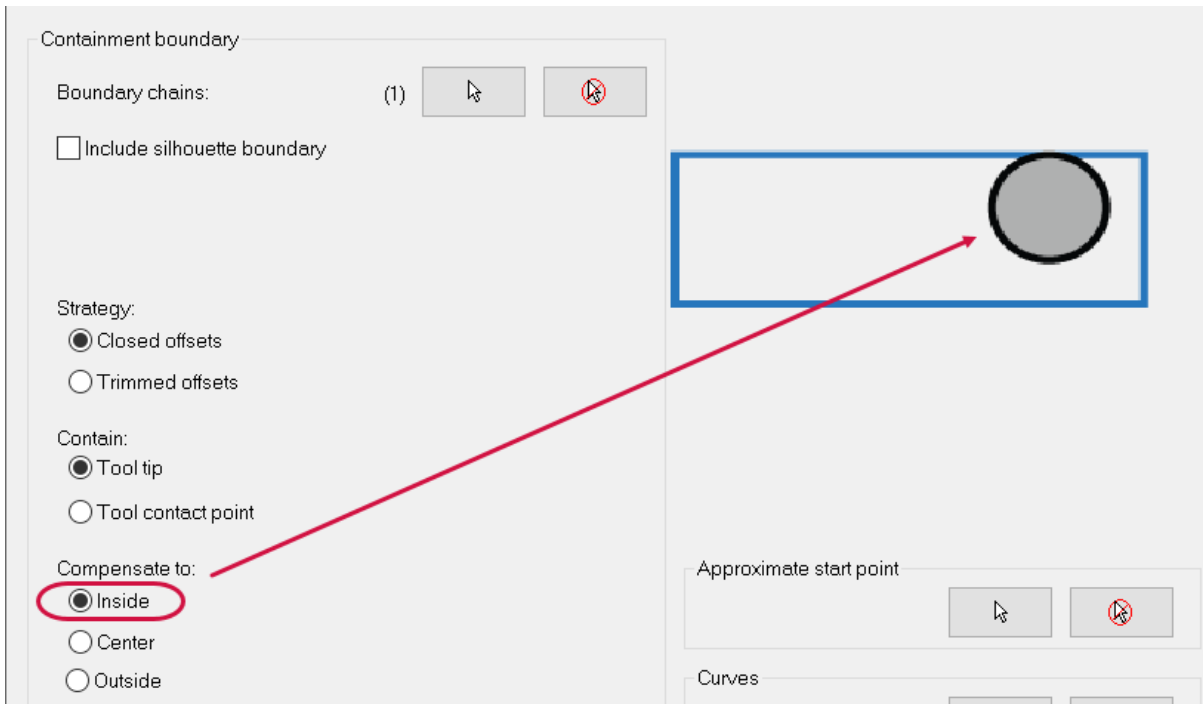 Containment boundary
Boundary chains: (1)
Include silhouette boundary
Strategy:
Closed offsets
Trimmed offsets
Contain:
Tool tip
Tool contact point
Compensate to:
Inside
Center
Outside
Approximate start point
Curves